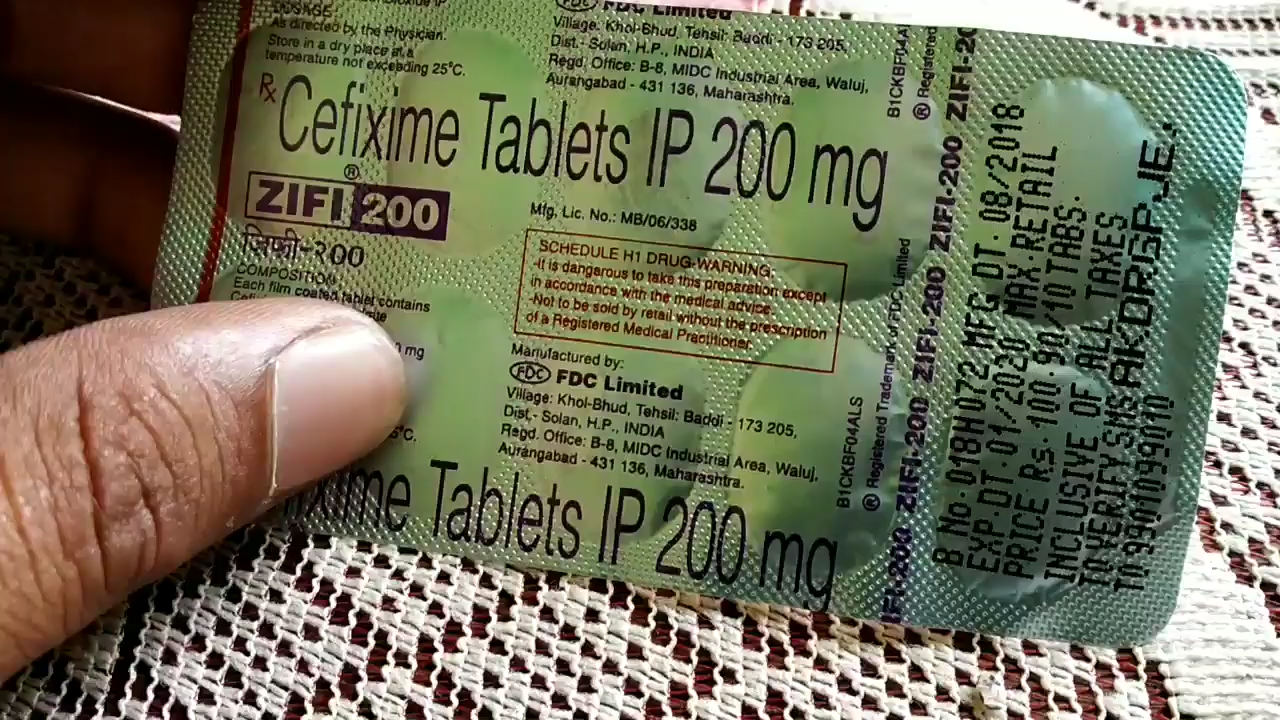 DOSAGE:
As directed by the Physician.
Store in a dry place at a
temperature not exceeding 25°C.
FDC Limited
Village: Khol-Bhud, Tehsil: Baddi - 173 205,
Dist.- Solan, H.P., INDIA
Regd. Office: B-8, MIDC Industrial Area, Waluj,
Aurangabad - 431 136, Maharashtra.
Rx Cefixime Tablets IP 200 mg
ZIFI® 200
जिफी-२00
Mfg. Lic. No.: MB/06/338
COMPOSITION
Each film coated tablet contains
mg
SCHEDULE H1 DRUG-WARNING:
-It is dangerous to take this preparation except
in accordance with the medical advice.
-Not to be sold by retail without the prescription
of a Registered Medical Practitioner.
Manufactured by:
FDC FDC Limited
Village: Khol-Bhud, Tehsil: Baddi - 173 205,
Dist.- Solan, H.P., INDIA
Regd. Office: B-8, MIDC Industrial Area, Waluj,
Aurangabad - 431 136, Maharashtra.
Tablets IP 200 mg
B1CKBF04ALS
® Registered
® Registered Trademark of FDC Limited
ZIFI-200 ZIFI-200 ZIFI-200
B No.018H072 MFG DT. 08/2018
EXP.DT.01/2020 MAX.RETAIL
PRICE Rs.100.90/10TABS.
INCLUSIVE OF ALL TAXES
TO VERIFY SMS
TO 9901099010